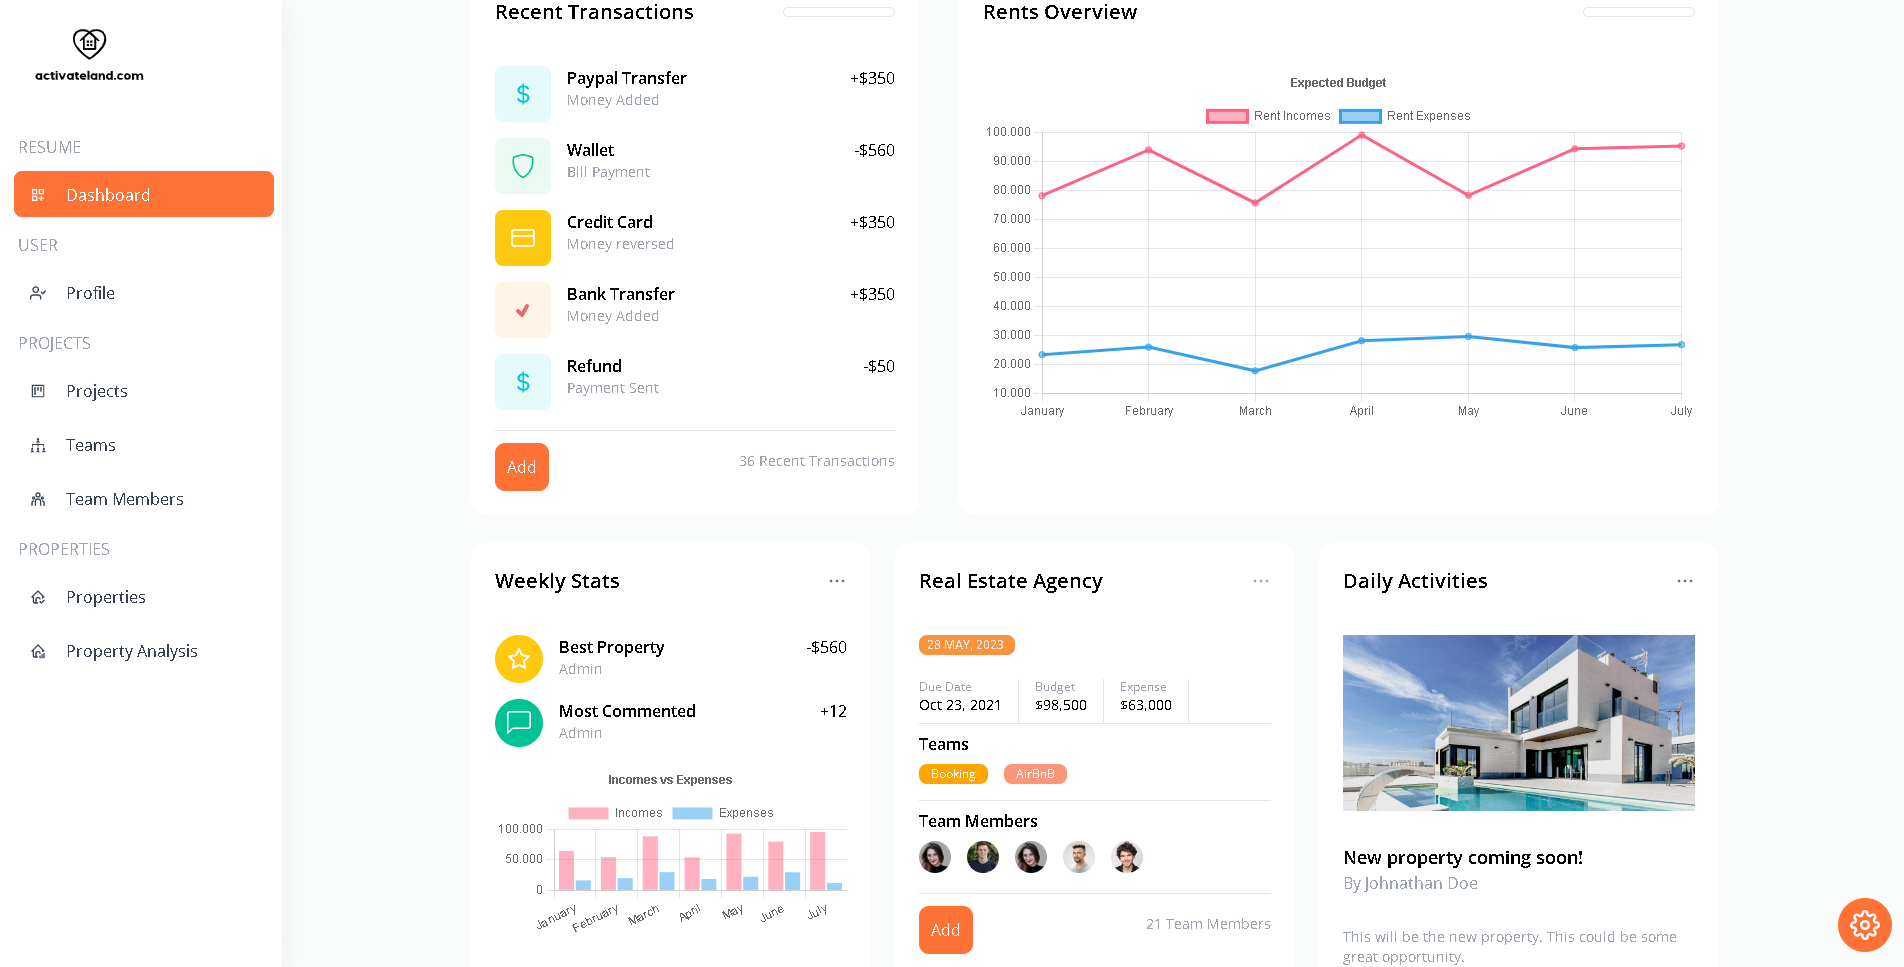 activateland.com
RESUME
Dashboard
USER
Profile
PROJECTS
Projects
Teams
Team Members
PROPERTIES
Properties
Property Analysis
Recent Transactions
Paypal Transfer +$350
Money Added
Wallet -$560
Bill Payment
Credit Card +$350
Money reversed
Bank Transfer +$350
Money Added
Refund -$50
Payment Sent
Add 36 Recent Transactions
Rents Overview
Expected Budget
Rent Incomes Rent Expenses
100.000
90.000
80.000
70.000
60.000
50.000
40.000
30.000
20.000
10.000
January February March April May June July
Weekly Stats
Best Property -$560
Admin
Most Commented +12
Admin
Incomes vs Expenses
Incomes Expenses
100.000
50.000
0
January February March April May June July
Real Estate Agency
28 MAY, 2023
Due Date Budget Expense
Oct 23, 2021 $98,500 $63,000
Teams
Booking AirBnB
Team Members
Add 21 Team Members
Daily Activities
New property coming soon!
By Johnathan Doe
This will be the new property. This could be some
great opportunity.